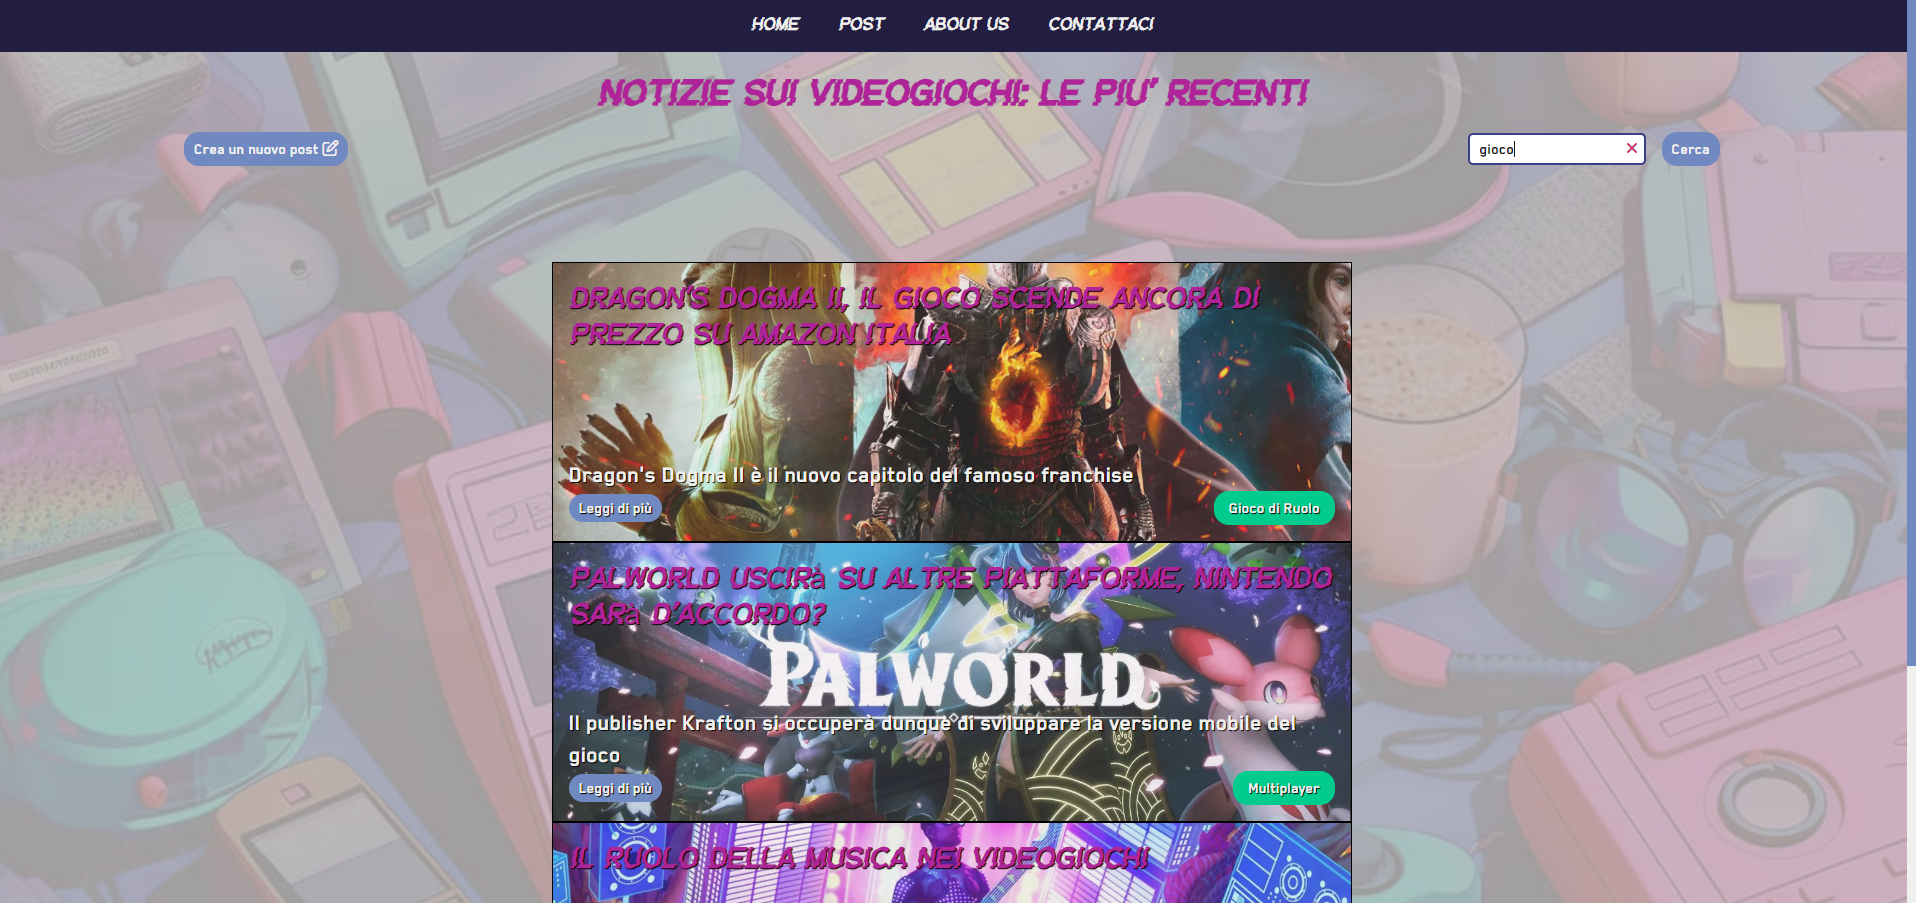 HOME POST ABOUT US CONTATTACI
NOTIZIE SUI VIDEOGIOCHI: LE PIU' RECENTI
Crea un nuovo post
gioco
Cerca
DRAGON'S DOGMA II, IL GIOCO SCENDE ANCORA DI
PREZZO SU AMAZON ITALIA
Dragon's Dogma II è il nuovo capitolo del famoso franchise
Leggi di più
Gioco di Ruolo
PALWORLD USCIRà SU ALTRE PIATTAFORME, NINTENDO
SARà D'ACCORDO?
PALWORLD
Il publisher Krafton si occuperà dunque di sviluppare la versione mobile del
gioco
Leggi di più
Multiplayer
IL RUOLO DELLA MUSICA NEI VIDEOGIOCHI